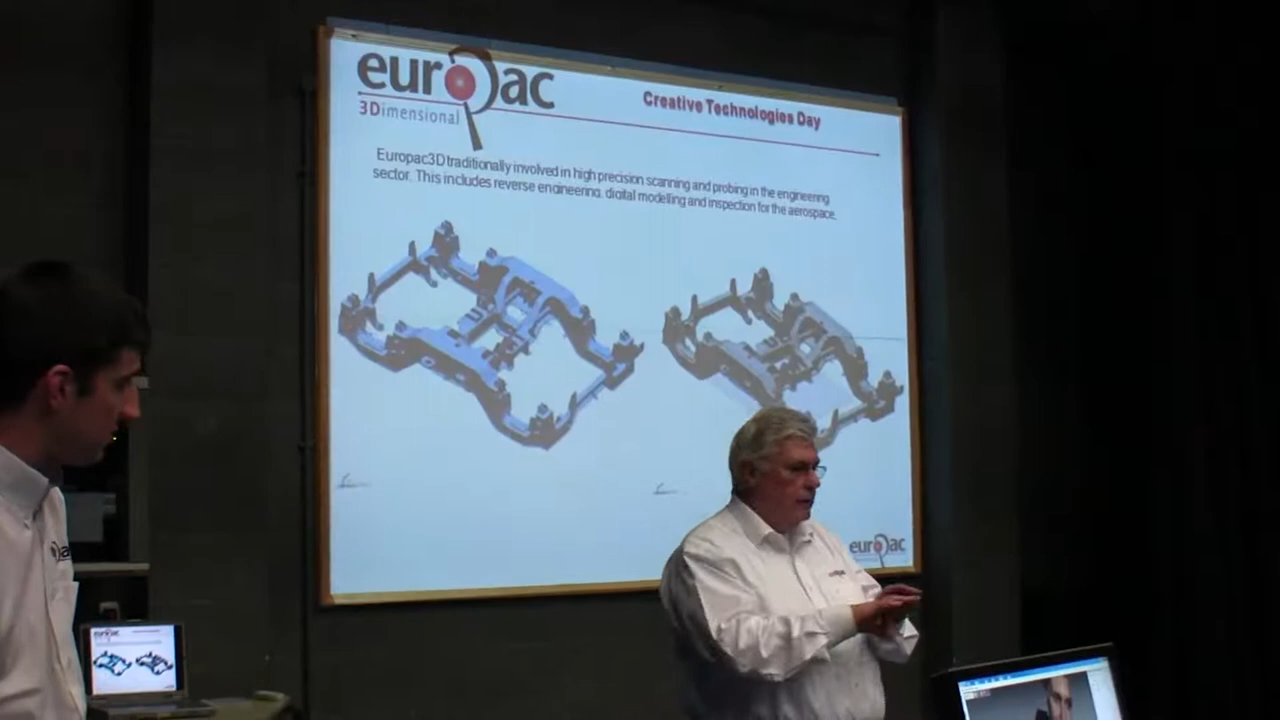 europac
3Dimensional
Creative Technologies Day
Europac3D traditionally involved in high precision scanning and probing in the engineering
sector. This includes reverse engineering, digital modelling and inspection for the aerospace,
europac
europac